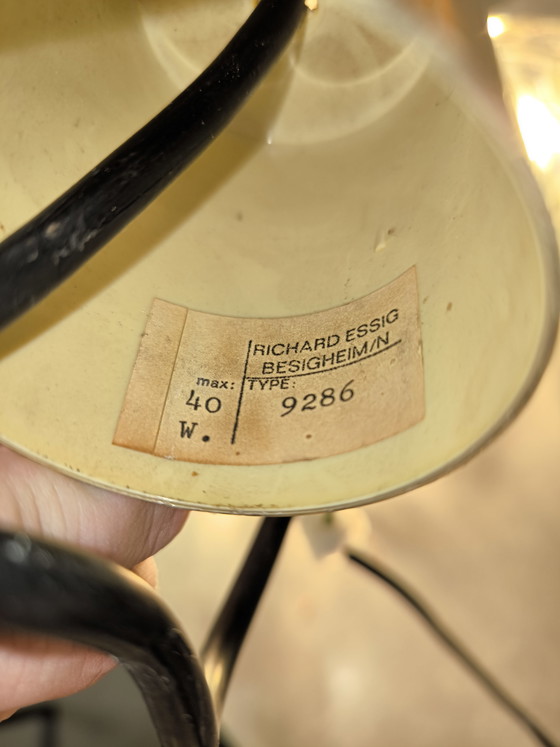 RICHARD ESSIG
BESIGHEIM/N
max: TYPE:
40 9286
W.